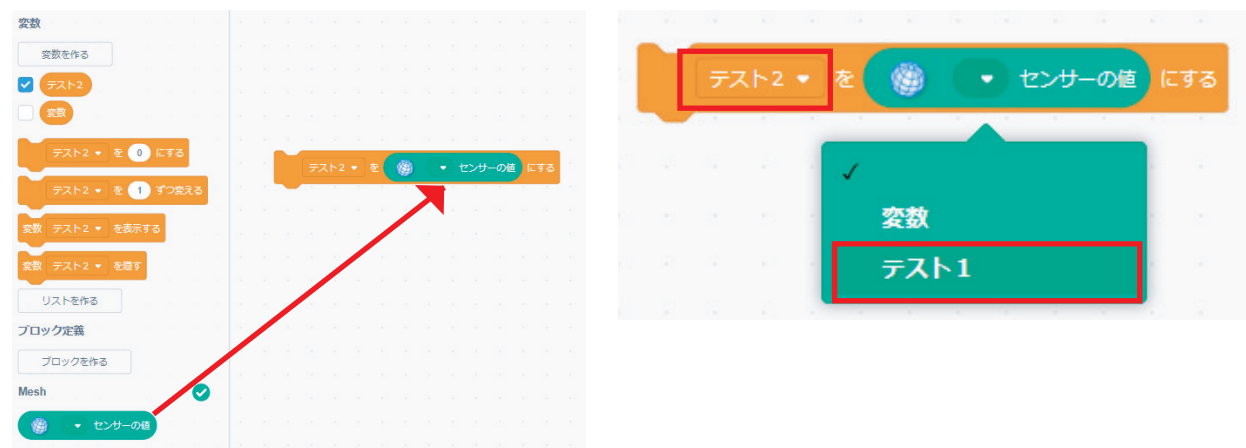 変数
変数を作る
テスト2
変数
テスト2 を 0 にする
テスト2 を 1 ずつ変える
変数 テスト2 を表示する
変数 テスト2 を隠す
リストを作る
ブロック定義
ブロックを作る
Mesh
センサーの値
テスト2 を センサーの値 にする
テスト2 を センサーの値 にする
変数
テスト1